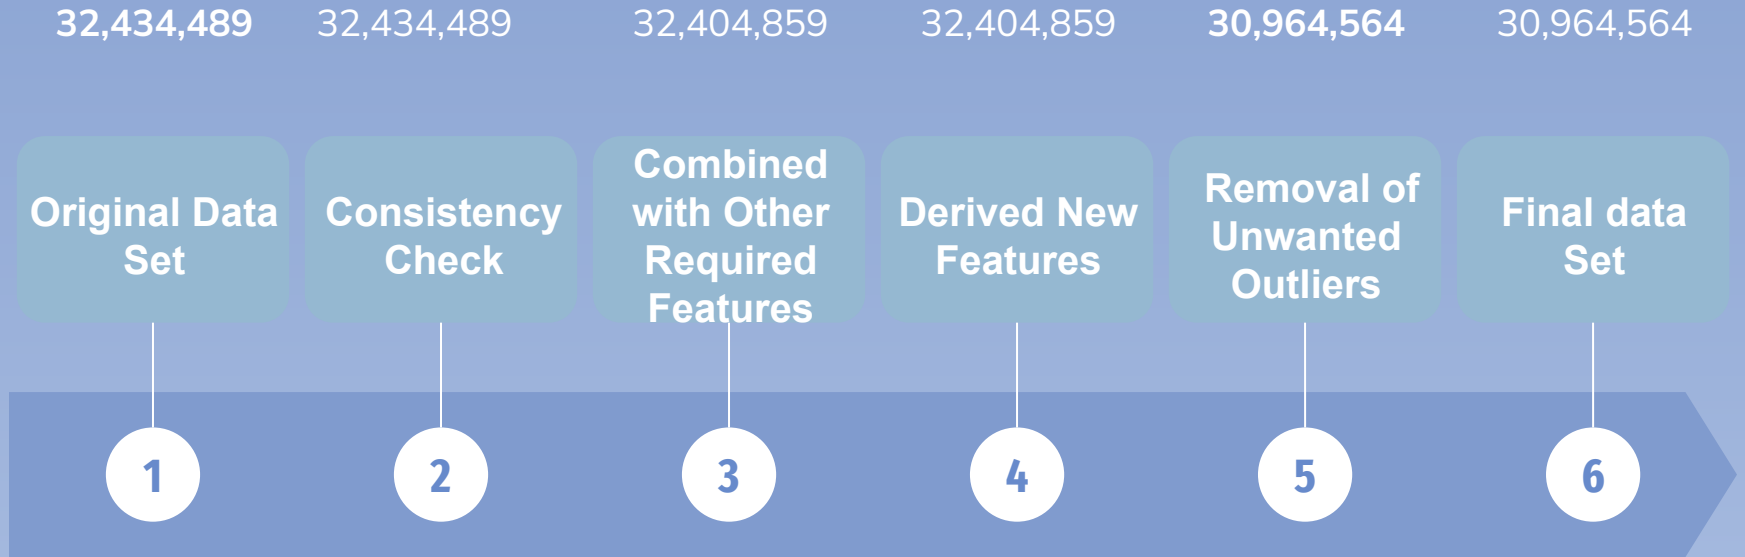 32,434,489 32,434,489 32,404,859 32,404,859 30,964,564 30,964,564
Original Data
Set
Consistency
Check
Combined
with Other
Required
Features
Derived New
Features
Removal of
Unwanted
Outliers
Final data
Set
1 2 3 4 5 6